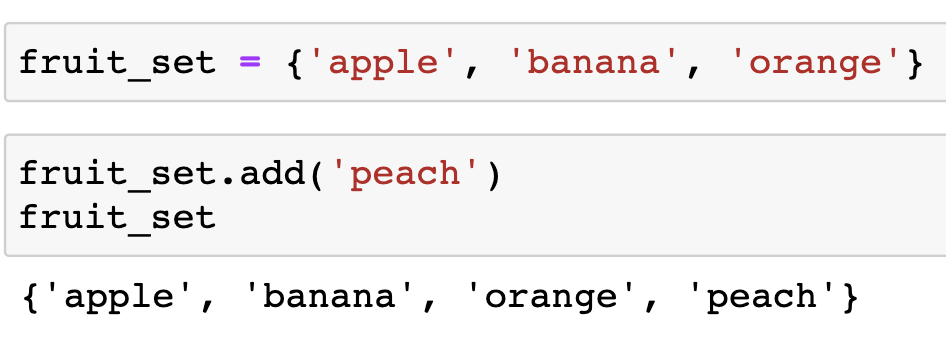 fruit_set = {'apple', 'banana', 'orange'}
fruit_set.add('peach')
fruit_set
{'apple', 'banana', 'orange', 'peach'}